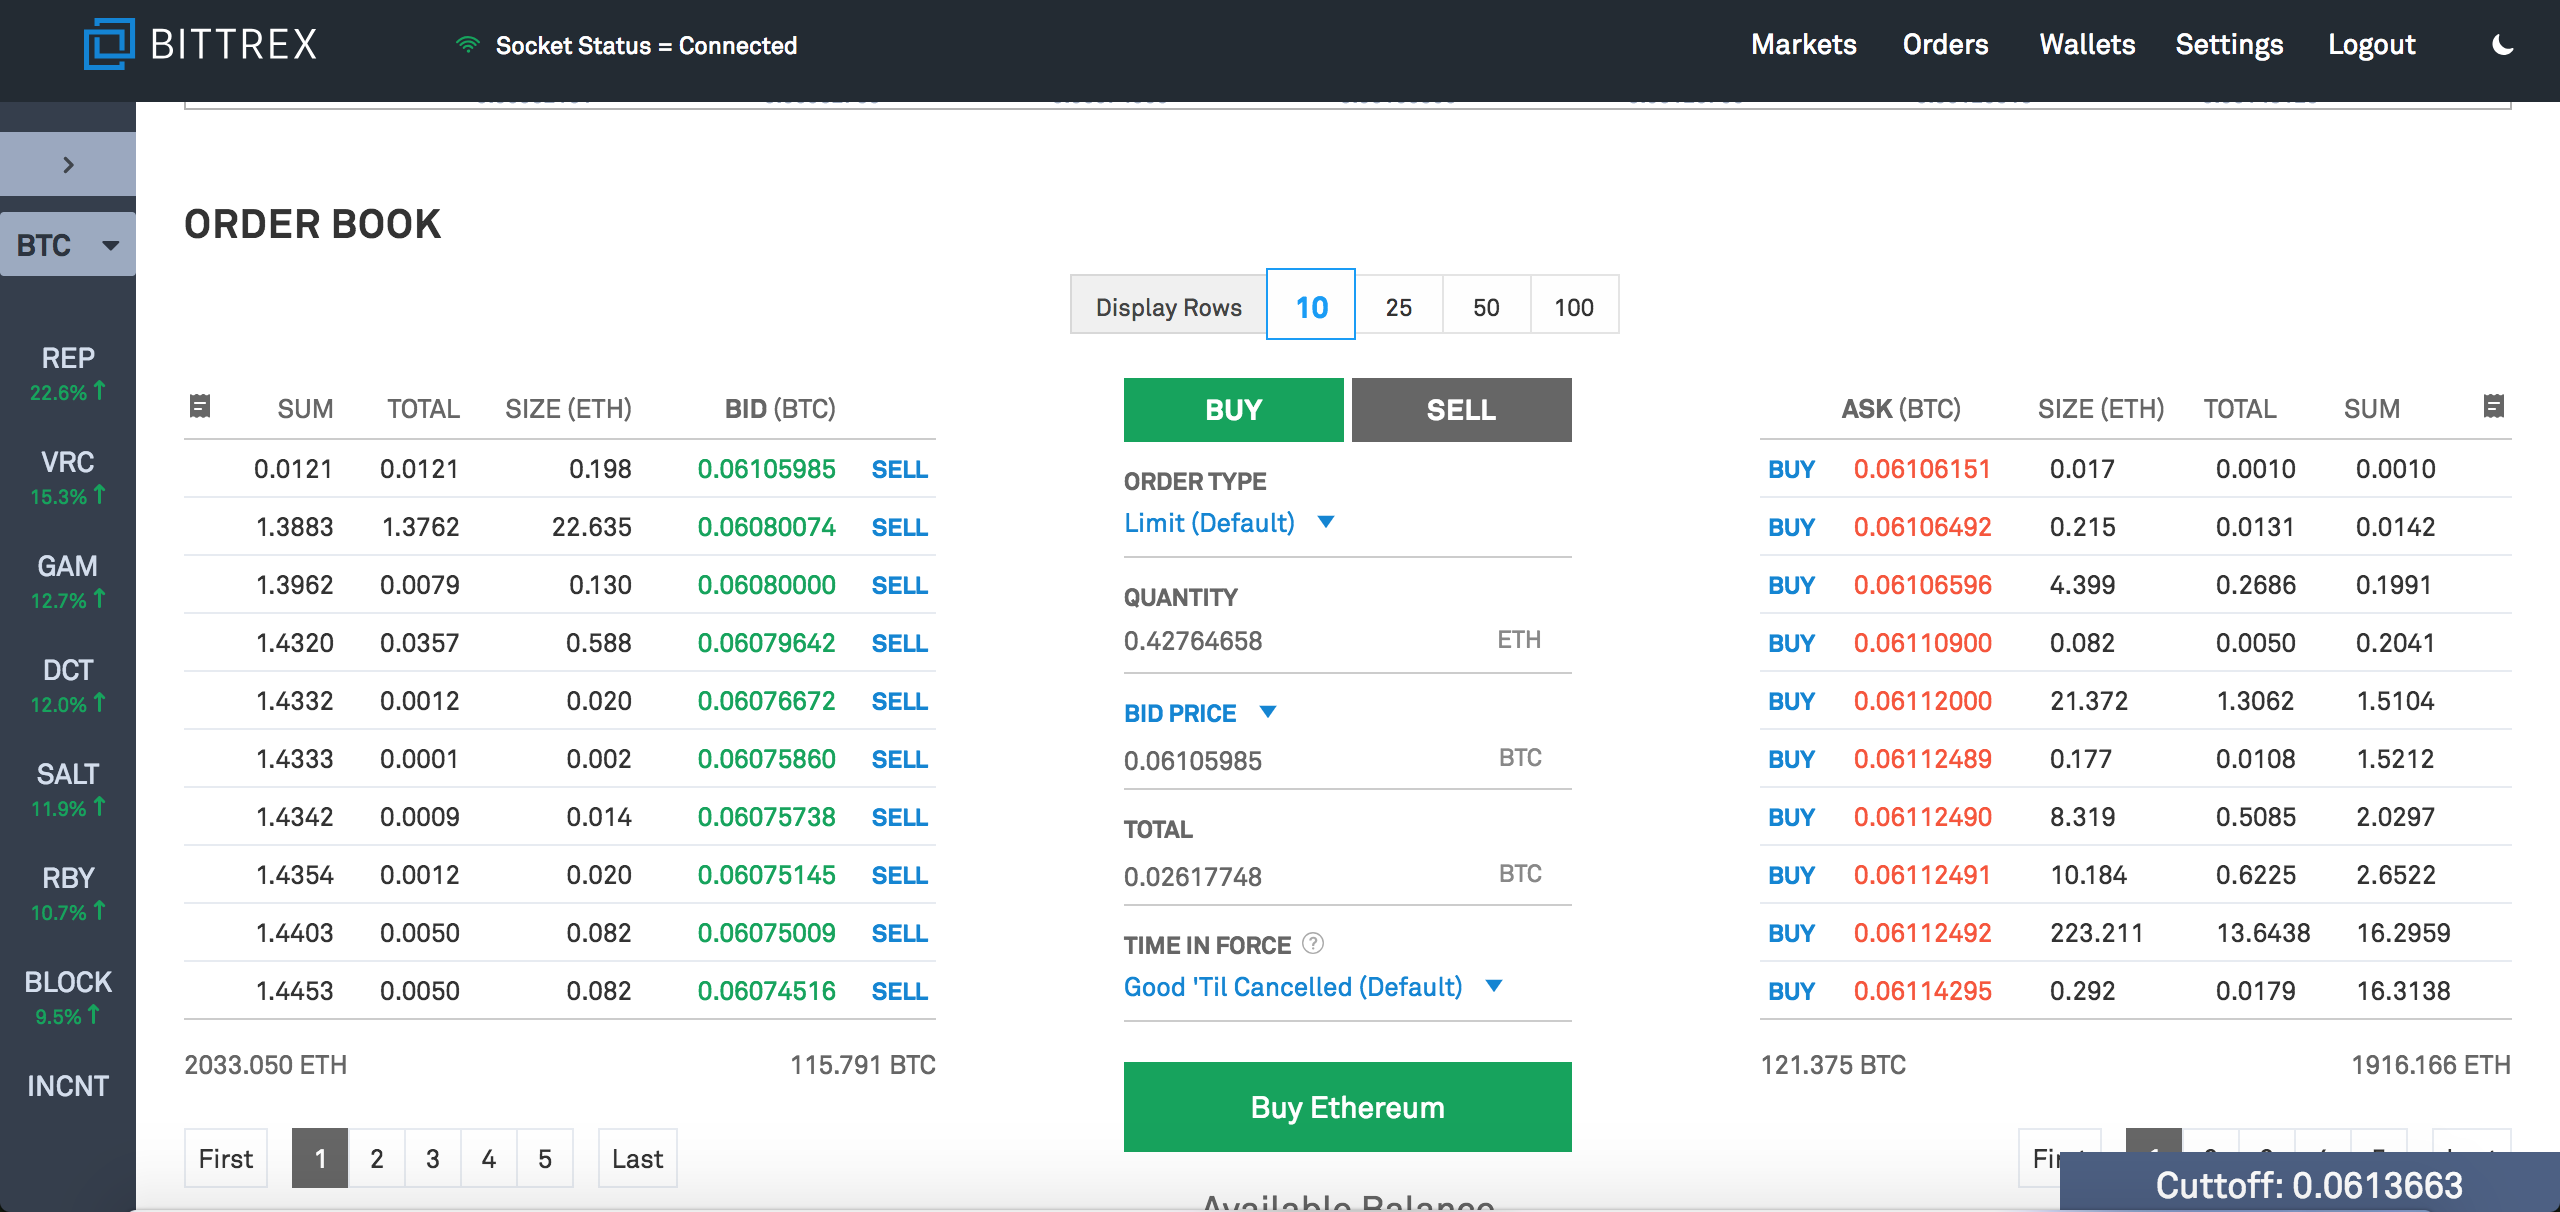 BITTREX
Socket Status = Connected
Markets Orders Wallets Settings Logout
BTC
REP
22.6%↑
VRC
15.3%↑
GAM
12.7%↑
DCT
12.0%↑
SALT
11.9%↑
RBY
10.7%↑
BLOCK
9.5%↑
INCNT
ORDER BOOK
Display Rows 10 25 50 100
SUM TOTAL SIZE (ETH) BID (BTC)
0.0121 0.0121 0.198 0.06105985 SELL
1.3883 1.3762 22.635 0.06080074 SELL
1.3962 0.0079 0.130 0.06080000 SELL
1.4320 0.0357 0.588 0.06079642 SELL
1.4332 0.0012 0.020 0.06076672 SELL
1.4333 0.0001 0.002 0.06075860 SELL
1.4342 0.0009 0.014 0.06075738 SELL
1.4354 0.0012 0.020 0.06075145 SELL
1.4403 0.0050 0.082 0.06075009 SELL
1.4453 0.0050 0.082 0.06074516 SELL
2033.050 ETH 115.791 BTC
First 1 2 3 4 5 Last
BUY SELL
ORDER TYPE
Limit (Default)
QUANTITY
0.42764658 ETH
BID PRICE
0.06105985 BTC
TOTAL
0.02617748 BTC
TIME IN FORCE ?
Good 'Til Cancelled (Default)
Buy Ethereum
Available Balance
ASK (BTC) SIZE (ETH) TOTAL SUM
BUY 0.06106151 0.017 0.0010 0.0010
BUY 0.06106492 0.215 0.0131 0.0142
BUY 0.06106596 4.399 0.2686 0.1991
BUY 0.06110900 0.082 0.0050 0.2041
BUY 0.06112000 21.372 1.3062 1.5104
BUY 0.06112489 0.177 0.0108 1.5212
BUY 0.06112490 8.319 0.5085 2.0297
BUY 0.06112491 10.184 0.6225 2.6522
BUY 0.06112492 223.211 13.6438 16.2959
BUY 0.06114295 0.292 0.0179 16.3138
121.375 BTC 1916.166 ETH
Cuttoff: 0.0613663